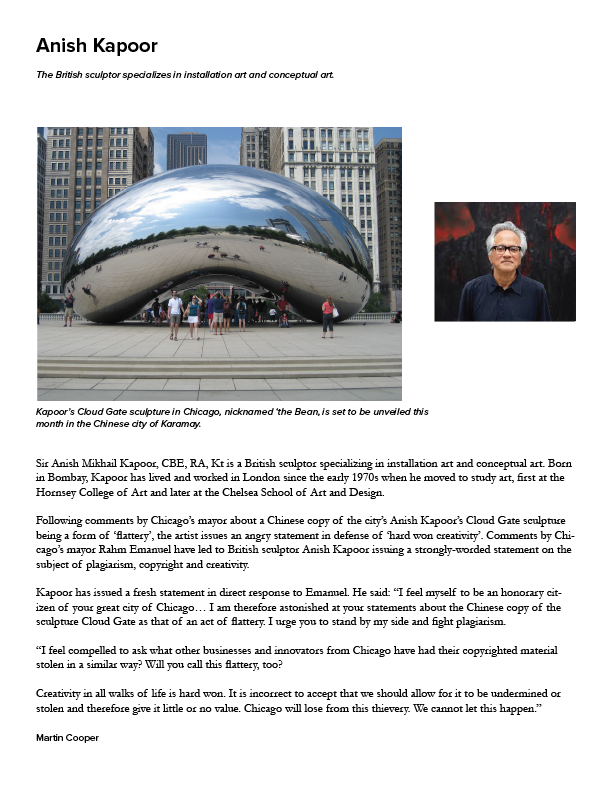 Anish Kapoor
The British sculptor specializes in installation art and conceptual art.
Kapoor's Cloud Gate sculpture in Chicago, nicknamed 'the Bean, is set to be unveiled this
month in the Chinese city of Karamay.
Sir Anish Mikhail Kapoor, CBE, RA, Kt is a British sculptor specializing in installation art and conceptual art. Born
in Bombay, Kapoor has lived and worked in London since the early 1970s when he moved to study art, first at the
Hornsey College of Art and later at the Chelsea School of Art and Design.
Following comments by Chicago's mayor about a Chinese copy of the city's Anish Kapoor's Cloud Gate sculpture
being a form of 'flattery', the artist issues an angry statement in defense of 'hard won creativity'. Comments by Chi-
cago's mayor Rahm Emanuel have led to British sculptor Anish Kapoor issuing a strongly-worded statement on the
subject of plagiarism, copyright and creativity.
Kapoor has issued a fresh statement in direct response to Emanuel. He said: “I feel myself to be an honorary cit-
izen of your great city of Chicago… I am therefore astonished at your statements about the Chinese copy of the
sculpture Cloud Gate as that of an act of flattery. I urge you to stand by my side and fight plagiarism.
“I feel compelled to ask what other businesses and innovators from Chicago have had their copyrighted material
stolen in a similar way? Will you call this flattery, too?
Creativity in all walks of life is hard won. It is incorrect to accept that we should allow for it to be undermined or
stolen and therefore give it little or no value. Chicago will lose from this thievery. We cannot let this happen.”
Martin Cooper